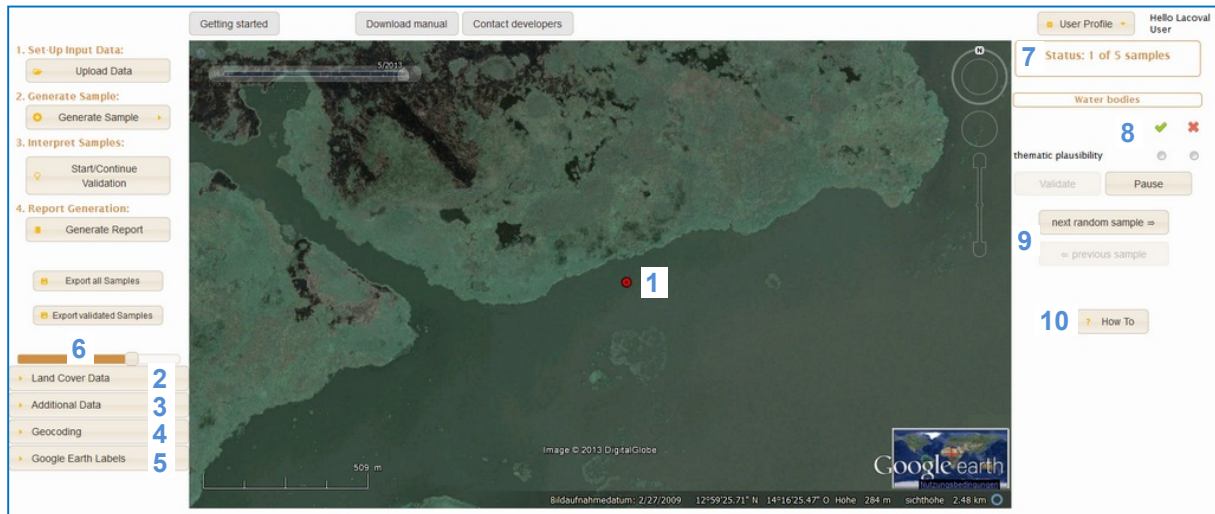 Getting started
Download manual
Contact developers
User Profile
Hello Lacoval
User
1. Set-Up Input Data:
Upload Data
2. Generate Sample:
Generate Sample
3. Interpret Samples:
Start/Continue
Validation
4. Report Generation:
Generate Report
Export all Samples
Export validated Samples
6
Land Cover Data 2
Additional Data 3
Geocoding 4
Google Earth Labels 5
5/2013
N
1
Image © 2013 DigitalGlobe
509 m
Google earth
Nutzungsbedingungen
Bildaufnahmedatum: 2/27/2009 12°59'25.71" N 14°16'25.47" O Höhe 284 m sichthöhe 2.48 km
7 Status: 1 of 5 samples
Water bodies
8
thematic plausibility
Validate
Pause
9
next random sample ⇒
⇐ previous sample
10 ? How To